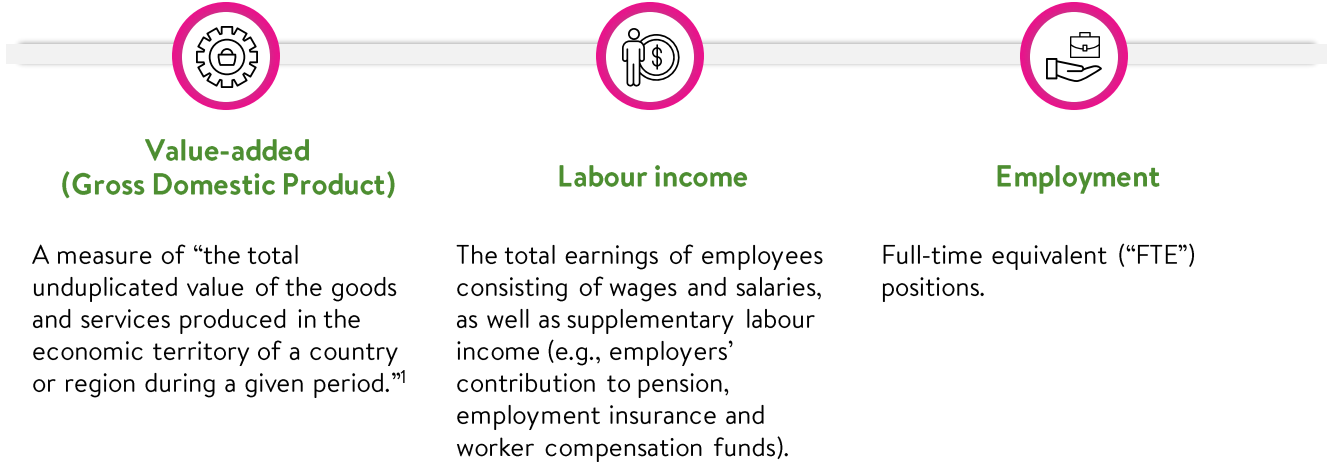 Value-added
(Gross Domestic Product)
A measure of “the total
unduplicated value of the goods
and services produced in the
economic territory of a country
or region during a given period.”1
$
Labour income
The total earnings of employees
consisting of wages and salaries,
as well as supplementary labour
income (e.g., employers’
contribution to pension,
employment insurance and
worker compensation funds).
Employment
Full-time equivalent (“FTE”)
positions.